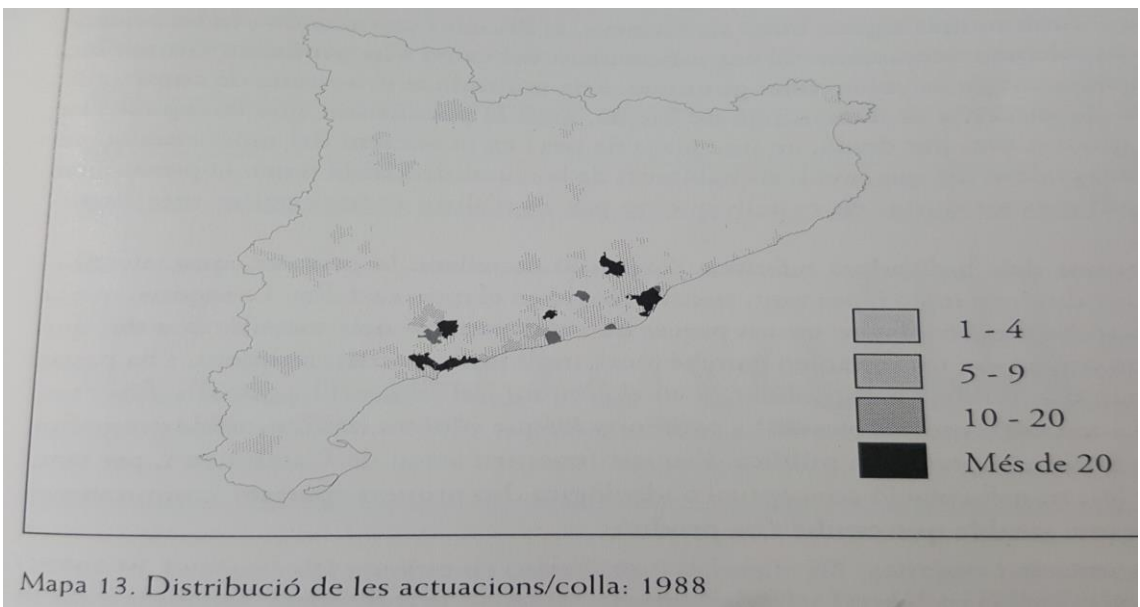 1 - 4
5 - 9
10 - 20
Més de 20
Mapa 13. Distribució de les actuacions/colla: 1988